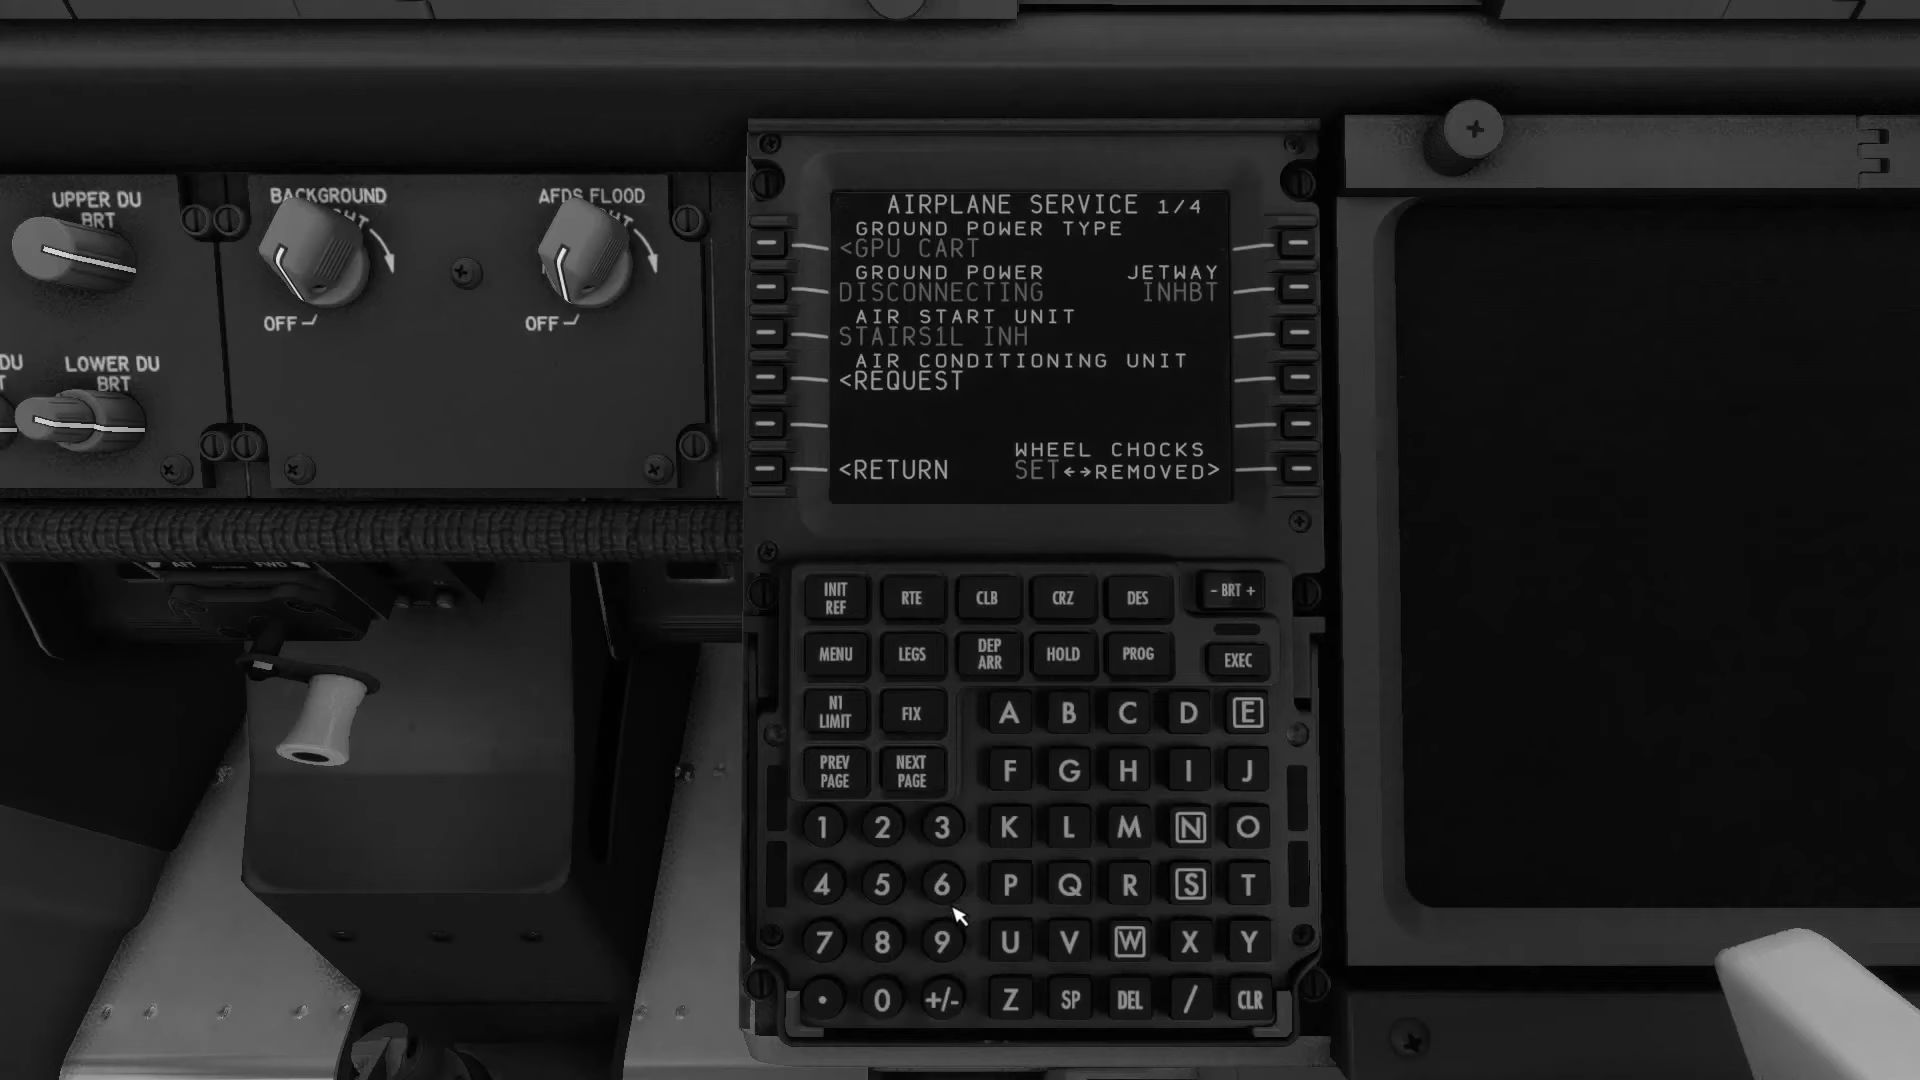 UPPER DU
BRT
BACKGROUND
OFF
AFDS FLOOD
OFF
DU
LOWER DU
BRT
AIRPLANE SERVICE 1/4
GROUND POWER TYPE
<GPU CART
GROUND POWER JETWAY
DISCONNECTING INHBT
AIR START UNIT
STAIRS1L INH
AIR CONDITIONING UNIT
<REQUEST
WHEEL CHOCKS
<RETURN SET←→REMOVED>
AFT FWD
INIT REF RTE CLB CRZ DES - BRT +
MENU LEGS DEP ARR HOLD PROG EXEC
N1 LIMIT FIX A B C D E
PREV PAGE NEXT PAGE F G H I J
1 2 3 K L M N O
4 5 6 P Q R S T
7 8 9 U V W X Y
. 0 +/- Z SP DEL / CLR